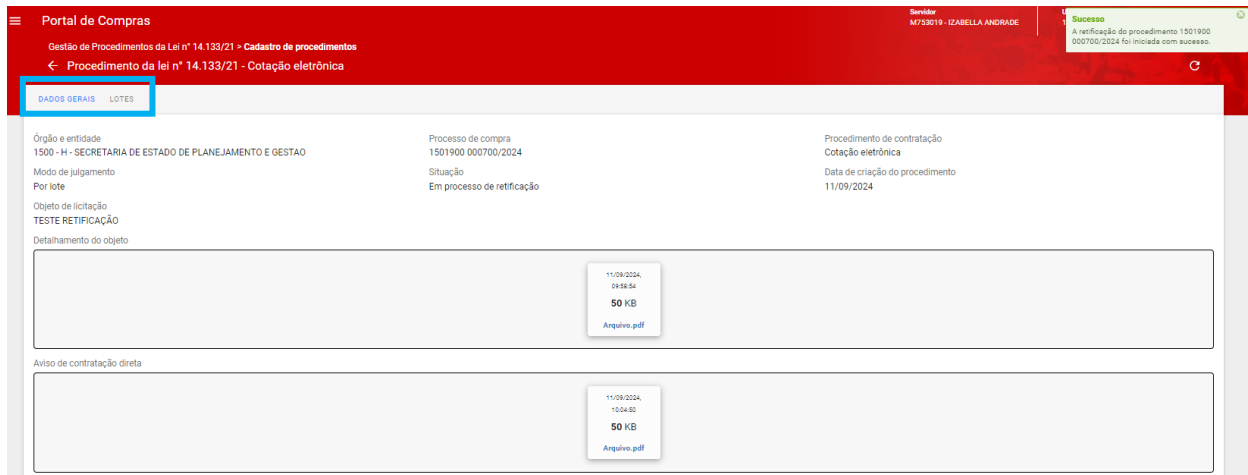 Portal de Compras
Servidor
M753019 - IZABELLA ANDRADE
Sucesso
A retificação do procedimento 1501900
000700/2024 foi iniciada com sucesso.
Gestão de Procedimentos da Lei n° 14.133/21 > Cadastro de procedimentos
Procedimento da lei n° 14.133/21 - Cotação eletrônica
DADOS GERAIS LOTES
Órgão e entidade Processo de compra Procedimento de contratação
1500 - H - SECRETARIA DE ESTADO DE PLANEJAMENTO E GESTAO 1501900 000700/2024 Cotação eletrônica
Modo de julgamento Situação Data de criação do procedimento
Por lote Em processo de retificação 11/09/2024
Objeto de licitação
TESTE RETIFICAÇÃO
Detalhamento do objeto
11/09/2024,
09:58:54
50 KB
Arquivo.pdf
Aviso de contratação direta
11/09/2024,
10:04:50
50 KB
Arquivo.pdf